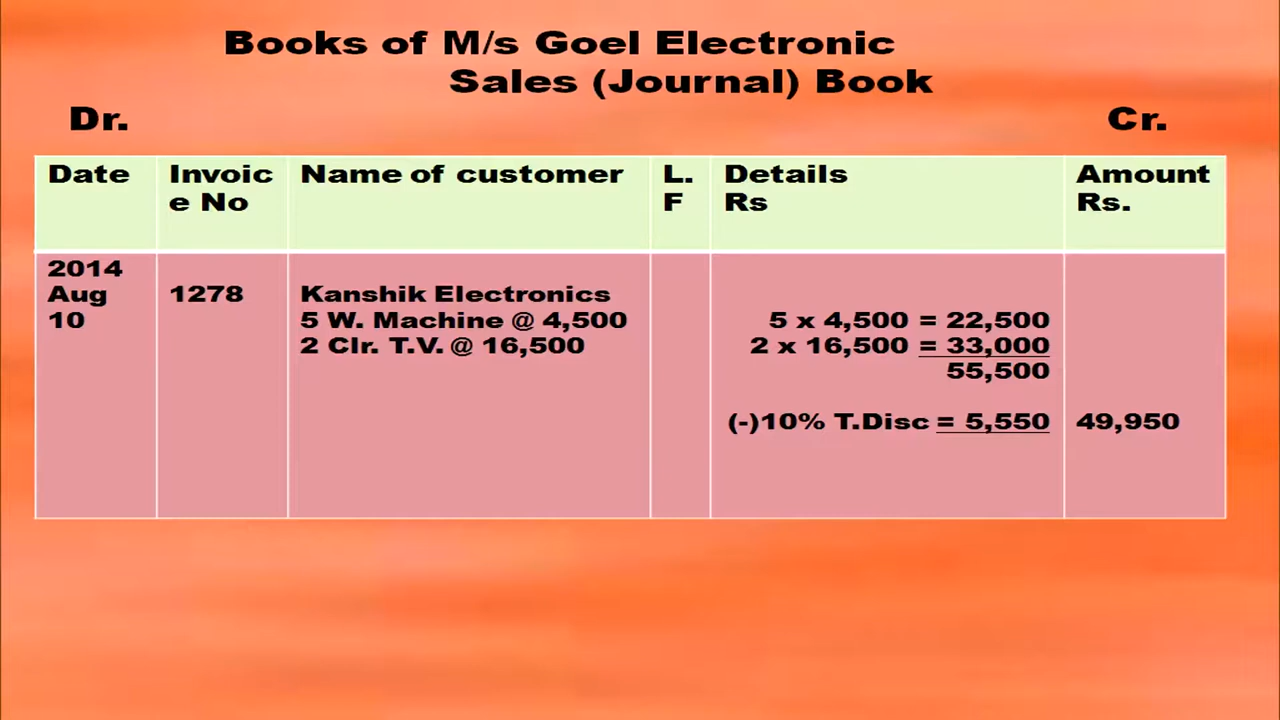 Books of M/s Goel Electronic
Sales (Journal) Book
Dr. Cr.
Date Invoic Name of customer L. Details Amount
e No F Rs Rs.
2014
Aug 1278 Kanshik Electronics
10 5 W. Machine @ 4,500 5 x 4,500 = 22,500
2 Clr. T.V. @ 16,500 2 x 16,500 = 33,000
55,500
(-)10% T.Disc = 5,550 49,950